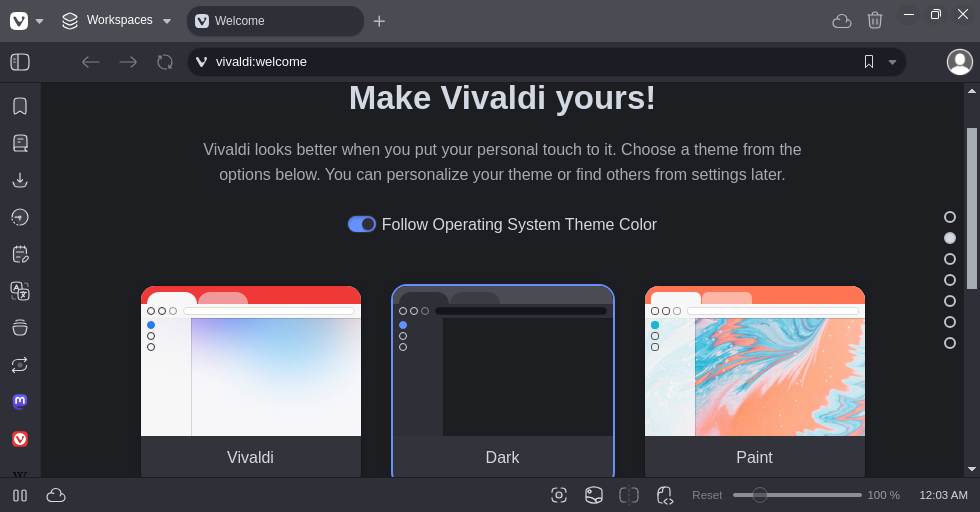 Workspaces
Welcome
vivaldi:welcome
Make Vivaldi yours!
Vivaldi looks better when you put your personal touch to it. Choose a theme from the
options below. You can personalize your theme or find others from settings later.
Follow Operating System Theme Color
Vivaldi
Dark
Paint
Reset
100 %
12:03 AM